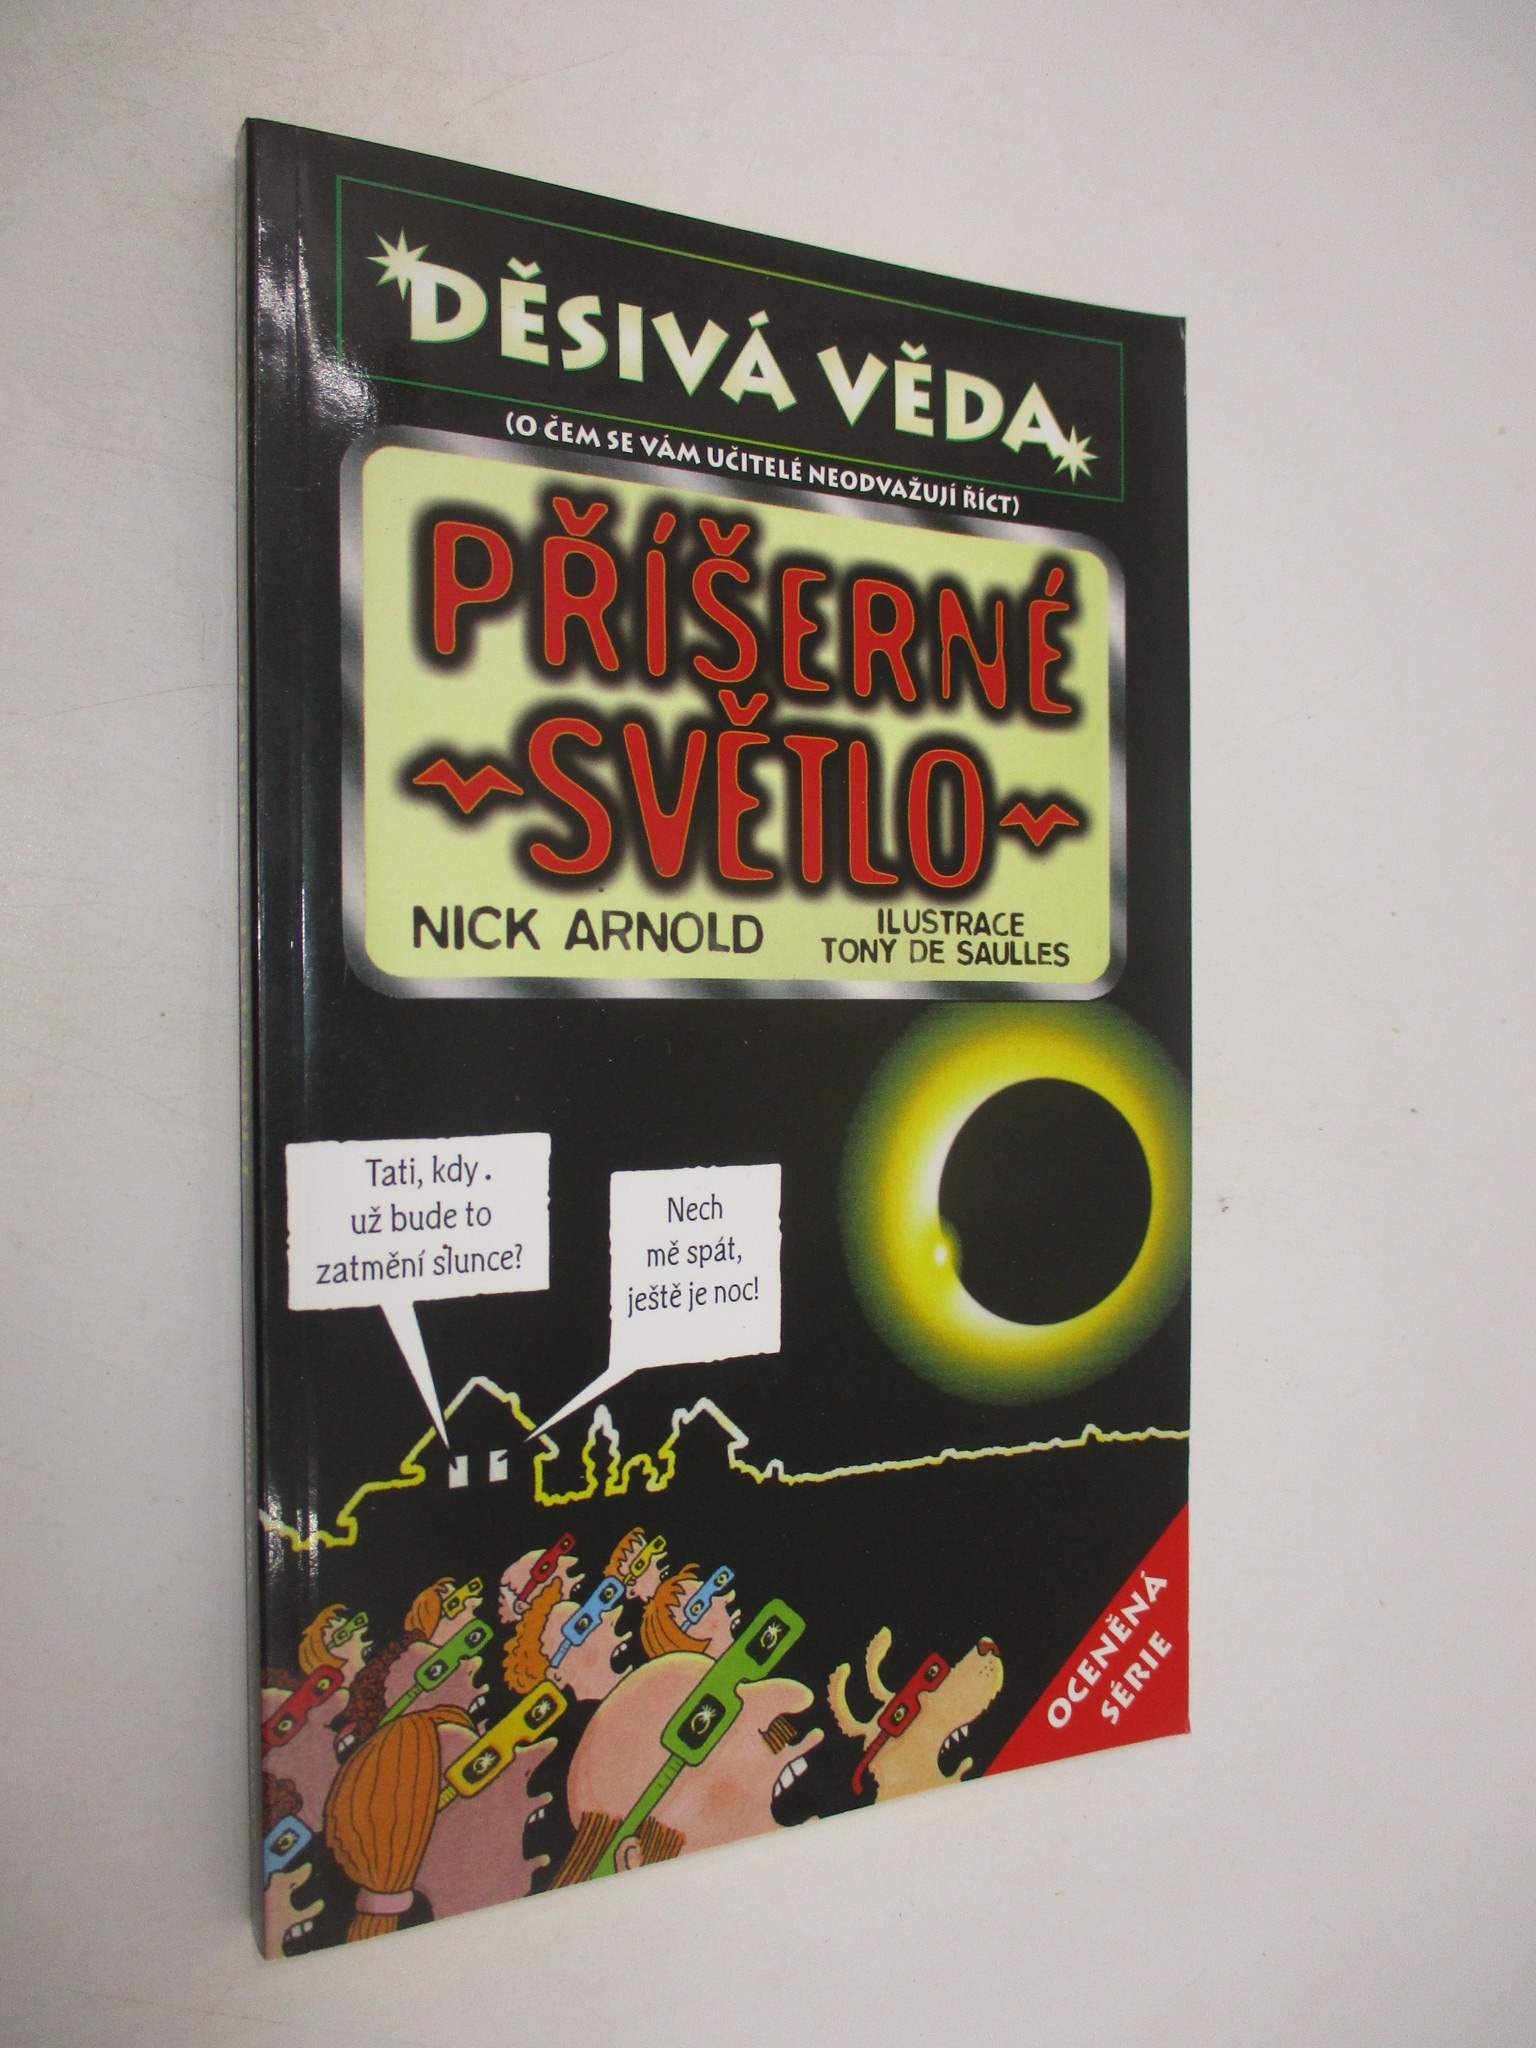 DĚSIVÁ VĚDA
(O ČEM SE VÁM UČITELÉ NEODVAŽUJÍ ŘÍCT)
PŘÍŠERNÉ
SVĚTLO
NICK ARNOLD
ILUSTRACE
TONY DE SAULLES
Tati, kdy
už bude to
zatmění slunce?
Nech
mě spát,
ještě je noc!
OCENĚNÁ
SÉRIE